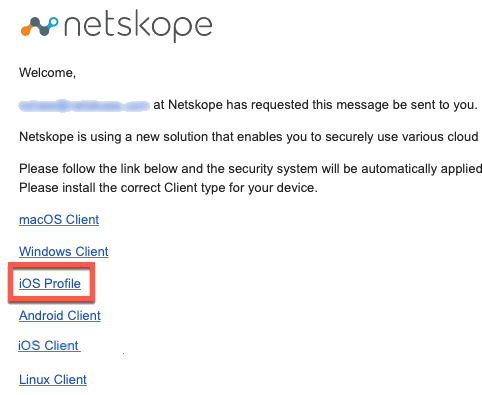 netskope
Welcome,
at Netskope has requested this message be sent to you.
Netskope is using a new solution that enables you to securely use various cloud
Please follow the link below and the security system will be automatically applied
Please install the correct Client type for your device.
macOS Client
Windows Client
iOS Profile
Android Client
iOS Client
Linux Client